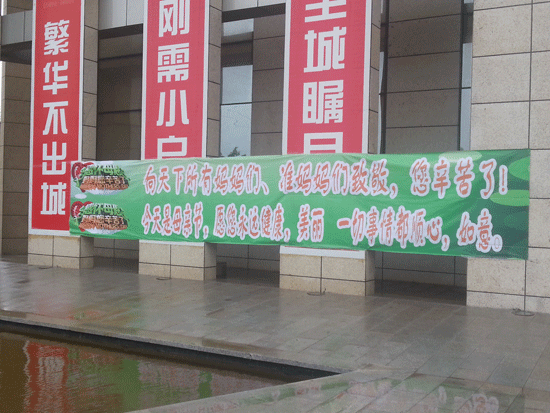 繁华不出城
刚需小户
全城瞩目
向天下所有妈妈们、准妈妈们致敬，您辛苦了！
今天是母亲节，愿您永远健康，美丽 一切事情都顺心，如意。